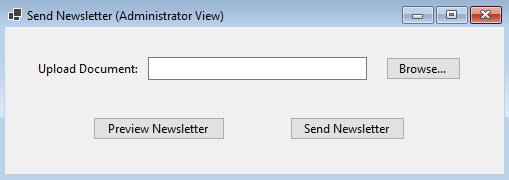 Send Newsletter (Administrator View)
Upload Document: Browse...
Preview Newsletter Send Newsletter